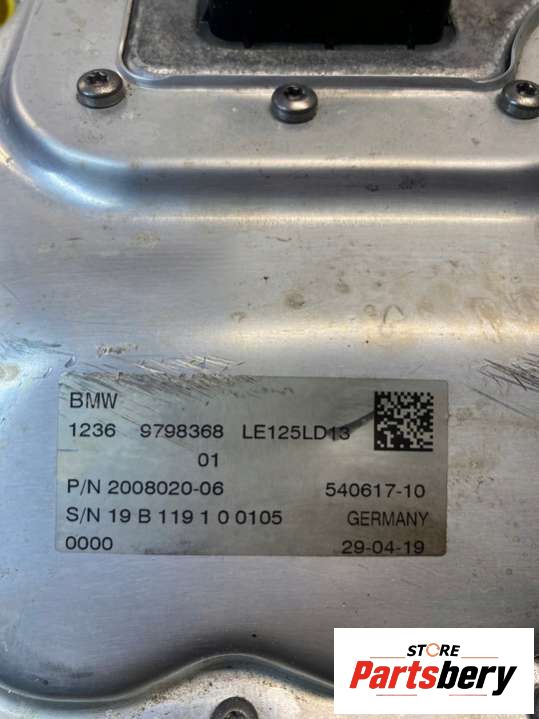 BMW
1236 9798368 LE125LD13
01
P/N 2008020-06 540617-10
S/N 19 B 119 1 0 0105 GERMANY
0000 29-04-19
STORE
Partsbery